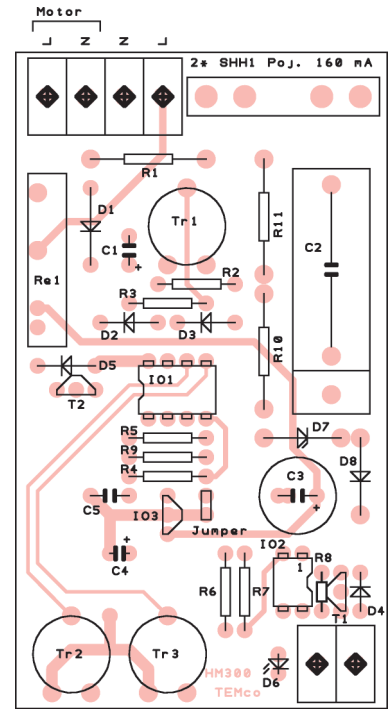 Motor
L N N L
2* SHH1 Poj. 160 mA
R1
D1
Tr1
R11
C2
C1
+
Re1
R2
R3
D2
D3
R10
D5
IO1
T2
D7
R5
R9
R4
D8
C3
+
C5
IO3
Jumper
IO2
+
C4
1
R8
R6
R7
D4
T1
Tr2
Tr3
HM300
TEMco
D6